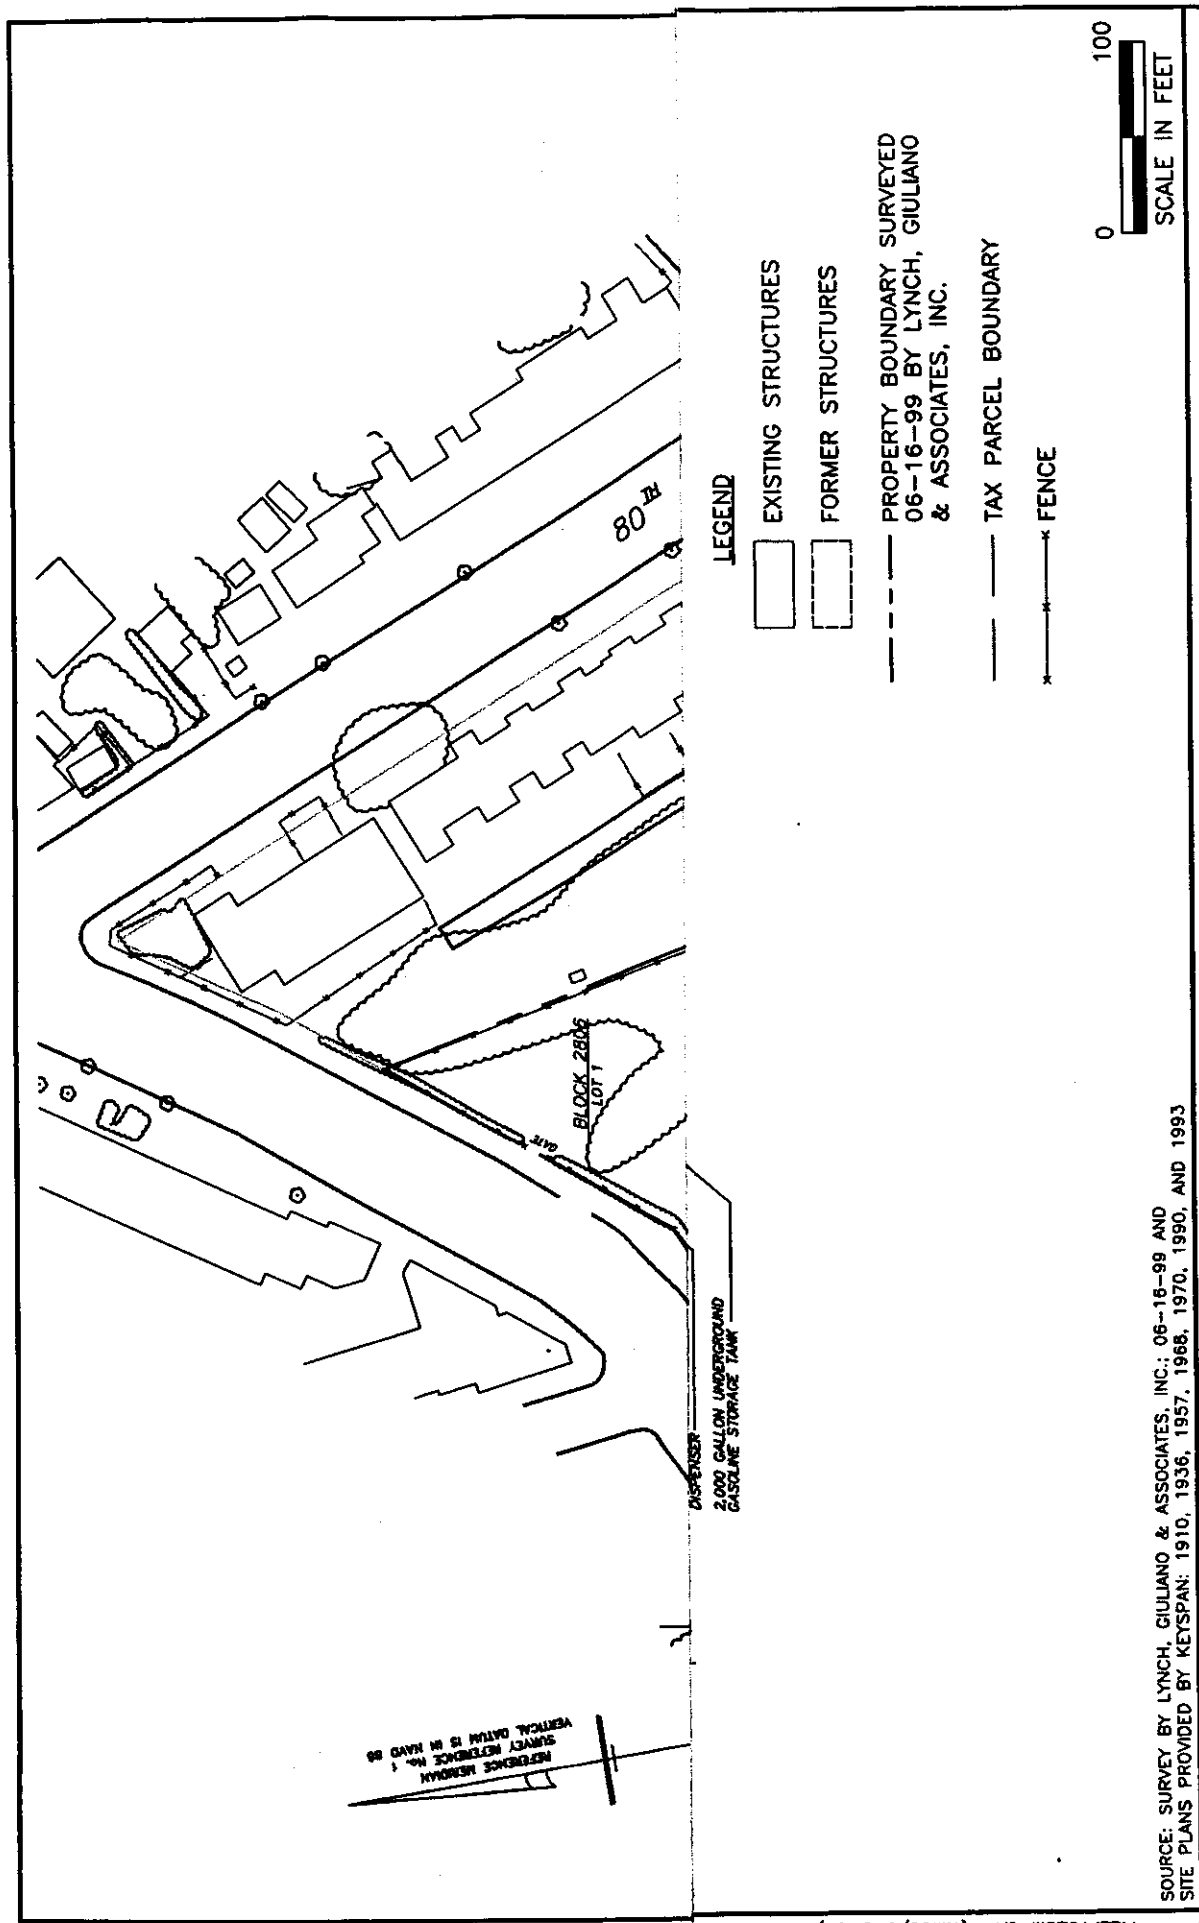 REFERENCE MERIDIAN
SURVEY REFERENCE No. 1
VERTICAL DATUM IS IN NAVD 88
80TH
BLOCK 2806
LOT 1
GATE
DISPENSER
2,000 GALLON UNDERGROUND
GASOLINE STORAGE TANK
LEGEND
EXISTING STRUCTURES
FORMER STRUCTURES
PROPERTY BOUNDARY SURVEYED
06-16-99 BY LYNCH, GIULIANO
& ASSOCIATES, INC.
TAX PARCEL BOUNDARY
FENCE
0 100
SCALE IN FEET
SOURCE: SURVEY BY LYNCH, GIULIANO & ASSOCIATES, INC.; 06-16-99 AND
SITE PLANS PROVIDED BY KEYSPAN: 1910, 1936, 1957, 1968, 1970, 1990, AND 1993